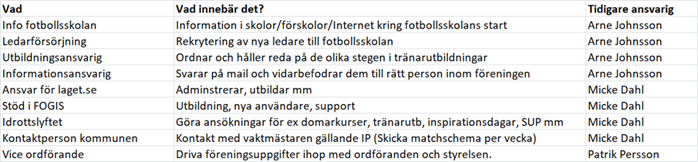 Vad Vad innebär det? Tidigare ansvarig
Info fotbollsskolan Information i skolor/förskolor/Internet kring fotbollsskolans start Arne Johnsson
Ledarförsörjning Rekrytering av nya ledare till fotbollsskolan Arne Johnsson
Utbildningsansvarig Ordnar och håller reda på de olika stegen i tränarutbildningar Arne Johnsson
Informationsansvarig Svarar på mail och vidarbefodrar dem till rätt person inom föreningen Arne Johnsson
Ansvar för laget.se Adminstrerar, utbildar mm Micke Dahl
Stöd i FOGIS Utbildning, nya användare, support Micke Dahl
Idrottslyftet Göra ansökningar för ex domarkurser, tränarutb, inspirationsdagar, SUP mm Micke Dahl
Kontaktperson kommunen Kontakt med vaktmästaren gällande IP (Skicka matchschema per vecka) Micke Dahl
Vice ordförande Driva föreningsuppgifter ihop med ordföranden och styrelsen. Patrik Persson